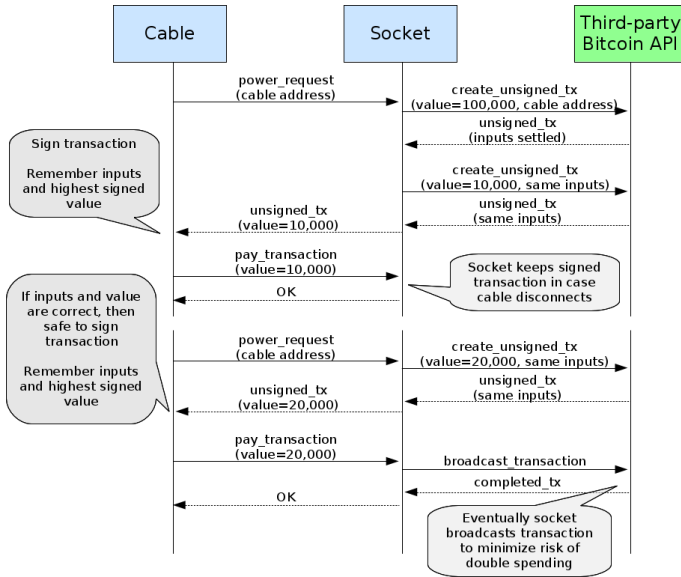 Cable
Socket
Third-party
Bitcoin API
power_request
(cable address)
create_unsigned_tx
(value=100,000, cable address)
unsigned_tx
(inputs settled)
Sign transaction
Remember inputs
and highest signed
value
create_unsigned_tx
(value=10,000, same inputs)
unsigned_tx
(value=10,000)
unsigned_tx
(same inputs)
pay_transaction
(value=10,000)
Socket keeps signed
transaction in case
cable disconnects
OK
If inputs and value
are correct, then
safe to sign
transaction
Remember inputs
and highest signed
value
power_request
(cable address)
create_unsigned_tx
(value=20,000, same inputs)
unsigned_tx
(value=20,000)
unsigned_tx
(same inputs)
pay_transaction
(value=20,000)
broadcast_transaction
completed_tx
OK
Eventually socket
broadcasts transaction
to minimize risk of
double spending